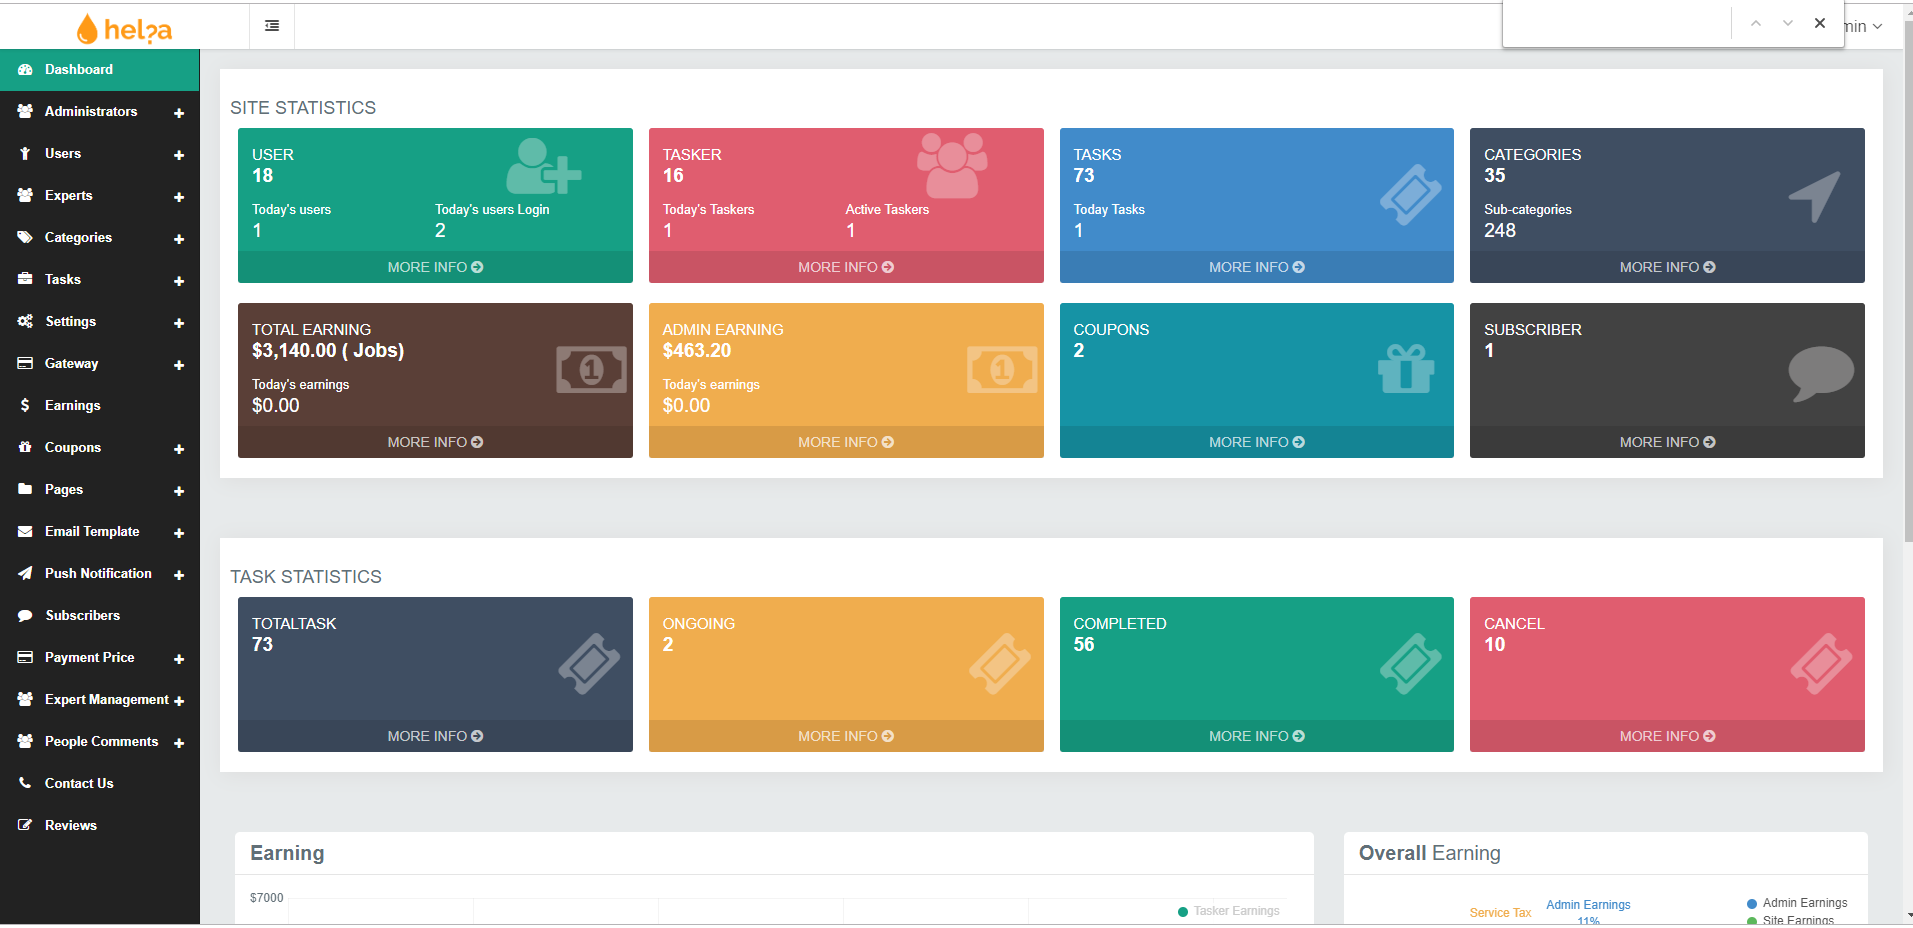 helpa
min
Dashboard
Administrators
Users
Experts
Categories
Tasks
Settings
Gateway
Earnings
Coupons
Pages
Email Template
Push Notification
Subscribers
Payment Price
Expert Management
People Comments
Contact Us
Reviews
SITE STATISTICS
USER
18
Today's users
1
Today's users Login
2
MORE INFO
TASKER
16
Today's Taskers
1
Active Taskers
1
MORE INFO
TASKS
73
Today Tasks
1
MORE INFO
CATEGORIES
35
Sub-categories
248
MORE INFO
TOTAL EARNING
$3,140.00 ( Jobs)
Today's earnings
$0.00
1
MORE INFO
ADMIN EARNING
$463.20
Today's earnings
$0.00
1
MORE INFO
COUPONS
2
MORE INFO
SUBSCRIBER
1
MORE INFO
TASK STATISTICS
TOTALTASK
73
MORE INFO
ONGOING
2
MORE INFO
COMPLETED
56
MORE INFO
CANCEL
10
MORE INFO
Earning
$7000
Tasker Earnings
Overall Earning
Service Tax
Admin Earnings
11%
Admin Earnings
Site Earnings